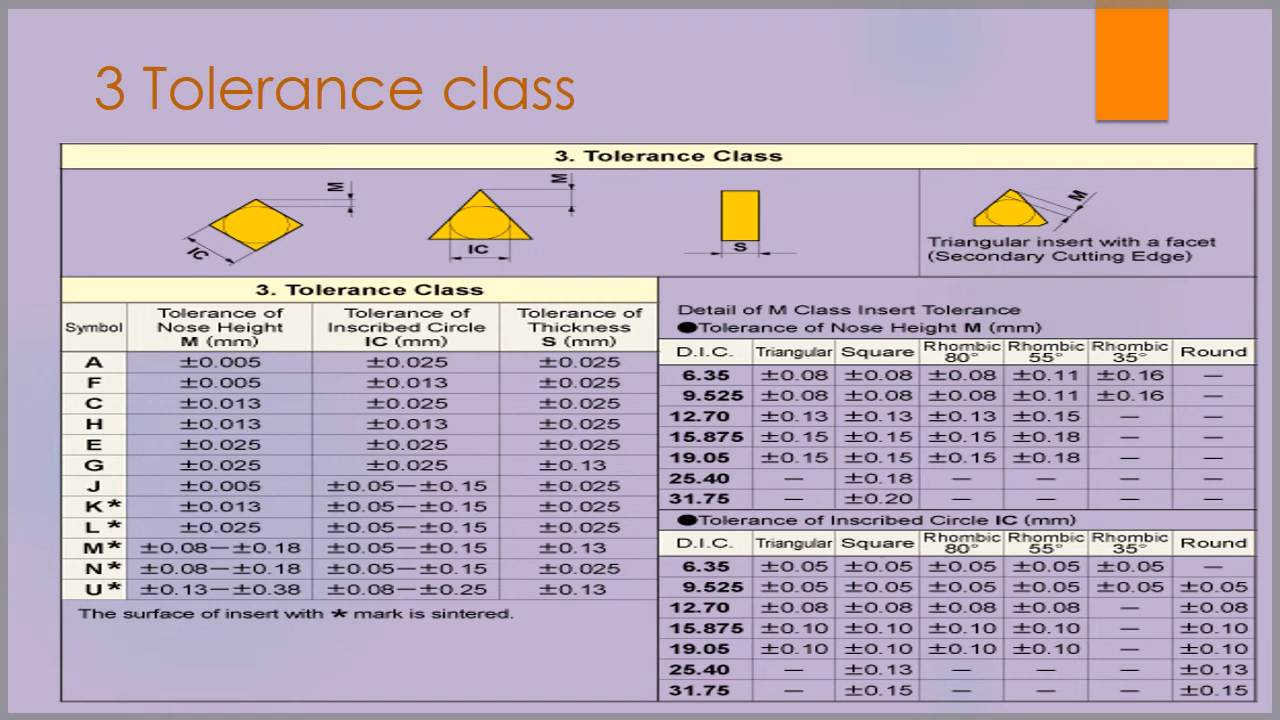 3 Tolerance class
3. Tolerance Class
M
IC
M
IC
S
M
Triangular insert with a facet
(Secondary Cutting Edge)
3. Tolerance Class
Symbol Tolerance of Nose Height M (mm) Tolerance of Inscribed Circle IC (mm) Tolerance of Thickness S (mm)
A ±0.005 ±0.025 ±0.025
F ±0.005 ±0.013 ±0.025
C ±0.013 ±0.025 ±0.025
H ±0.013 ±0.013 ±0.025
E ±0.025 ±0.025 ±0.025
G ±0.025 ±0.025 ±0.13
J ±0.005 ±0.05—±0.15 ±0.025
K* ±0.013 ±0.05—±0.15 ±0.025
L* ±0.025 ±0.05—±0.15 ±0.025
M* ±0.08—±0.18 ±0.05—±0.15 ±0.13
N* ±0.08—±0.18 ±0.05—±0.15 ±0.025
U* ±0.13—±0.38 ±0.08—±0.25 ±0.13
The surface of insert with * mark is sintered.
Detail of M Class Insert Tolerance
●Tolerance of Nose Height M (mm)
D.I.C. Triangular Square Rhombic 80° Rhombic 55° Rhombic 35° Round
6.35 ±0.08 ±0.08 ±0.08 ±0.11 ±0.16 —
9.525 ±0.08 ±0.08 ±0.08 ±0.11 ±0.16 —
12.70 ±0.13 ±0.13 ±0.13 ±0.15 — —
15.875 ±0.15 ±0.15 ±0.15 ±0.18 — —
19.05 ±0.15 ±0.15 ±0.15 ±0.18 — —
25.40 — ±0.18 — — — —
31.75 — ±0.20 — — — —
●Tolerance of Inscribed Circle IC (mm)
D.I.C. Triangular Square Rhombic 80° Rhombic 55° Rhombic 35° Round
6.35 ±0.05 ±0.05 ±0.05 ±0.05 ±0.05 —
9.525 ±0.05 ±0.05 ±0.05 ±0.05 ±0.05 ±0.05
12.70 ±0.08 ±0.08 ±0.08 ±0.08 — ±0.08
15.875 ±0.10 ±0.10 ±0.10 ±0.10 — ±0.10
19.05 ±0.10 ±0.10 ±0.10 ±0.10 — ±0.10
25.40 — ±0.13 — — — ±0.13
31.75 — ±0.15 — — — ±0.15